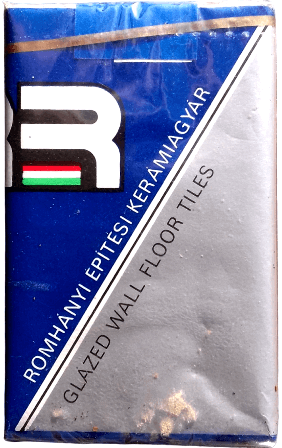 R
ROMHÁNYI ÉPÍTÉSI KERÁMIAGYÁR
GLAZED WALL FLOOR TILES